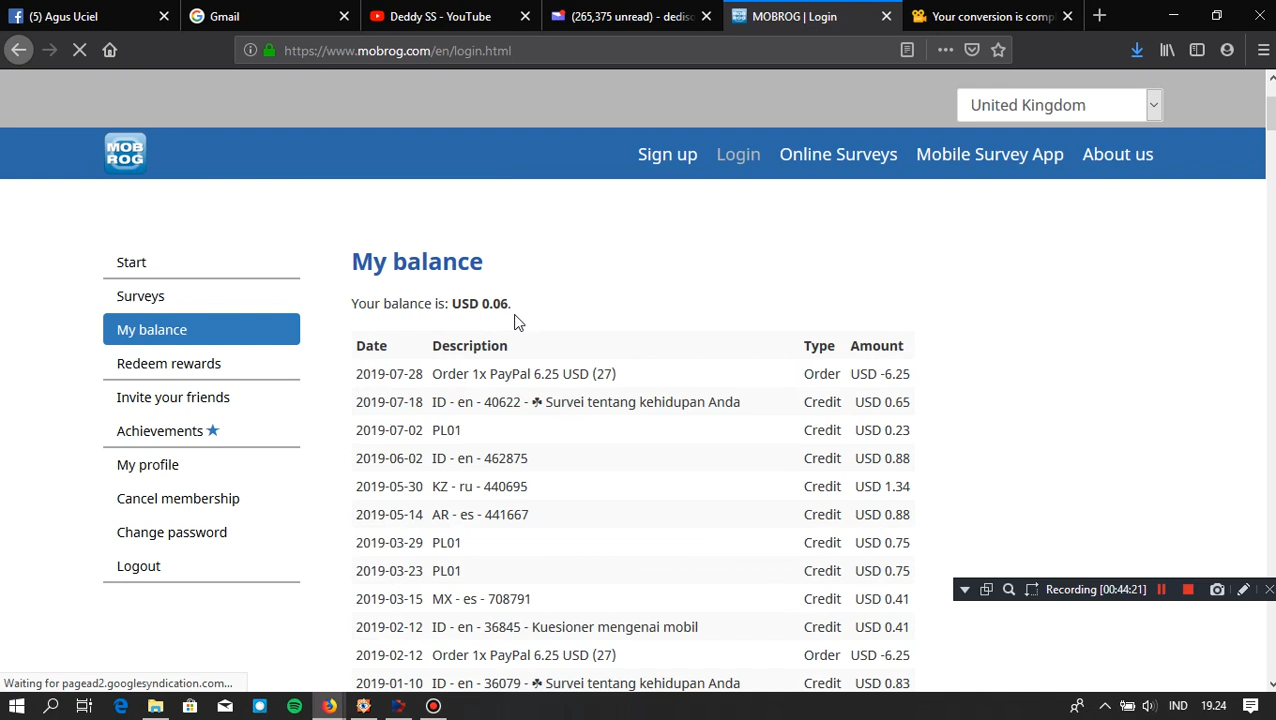 (5) Agus Uciel
Gmail
Deddy SS - YouTube
(265,375 unread) - dedisc
MOBROG | Login
Your conversion is comp
https://www.mobrog.com/en/login.html
United Kingdom
MOB
ROG
Sign up Login Online Surveys Mobile Survey App About us
Start
Surveys
My balance
Redeem rewards
Invite your friends
Achievements
My profile
Cancel membership
Change password
Logout
My balance
Your balance is: USD 0.06.
Date Description Type Amount
2019-07-28 Order 1x PayPal 6.25 USD (27) Order USD -6.25
2019-07-18 ID - en - 40622 - ☘ Survei tentang kehidupan Anda Credit USD 0.65
2019-07-02 PL01 Credit USD 0.23
2019-06-02 ID - en - 462875 Credit USD 0.88
2019-05-30 KZ - ru - 440695 Credit USD 1.34
2019-05-14 AR - es - 441667 Credit USD 0.88
2019-03-29 PL01 Credit USD 0.75
2019-03-23 PL01 Credit USD 0.75
2019-03-15 MX - es - 708791 Credit USD 0.41
2019-02-12 ID - en - 36845 - Kuesioner mengenai mobil Credit USD 0.41
2019-02-12 Order 1x PayPal 6.25 USD (27) Order USD -6.25
2019-01-10 ID - en - 36079 - ☘ Survei tentang kehidupan Anda Credit USD 0.83
Recording [00:44:21]
Waiting for pagead2.googlesyndication.com...
IND 19.24